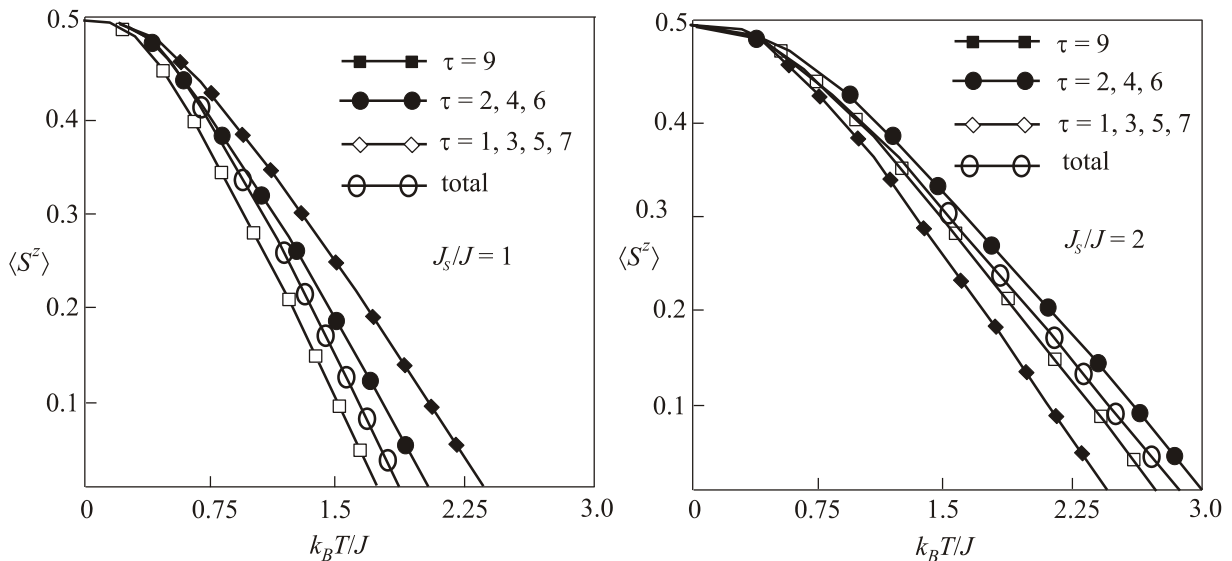 0.5
τ = 9
τ = 2, 4, 6
0.4
τ = 1, 3, 5, 7
total
0.3
⟨S^z⟩
J_s/J = 1
0.2
0.1
0 0.75 1.5 2.25 3.0
k_BT/J
0.5
τ = 9
τ = 2, 4, 6
0.4
τ = 1, 3, 5, 7
total
0.3
⟨S^z⟩
J_s/J = 2
0.2
0.1
0 0.75 1.5 2.25 3.0
k_BT/J